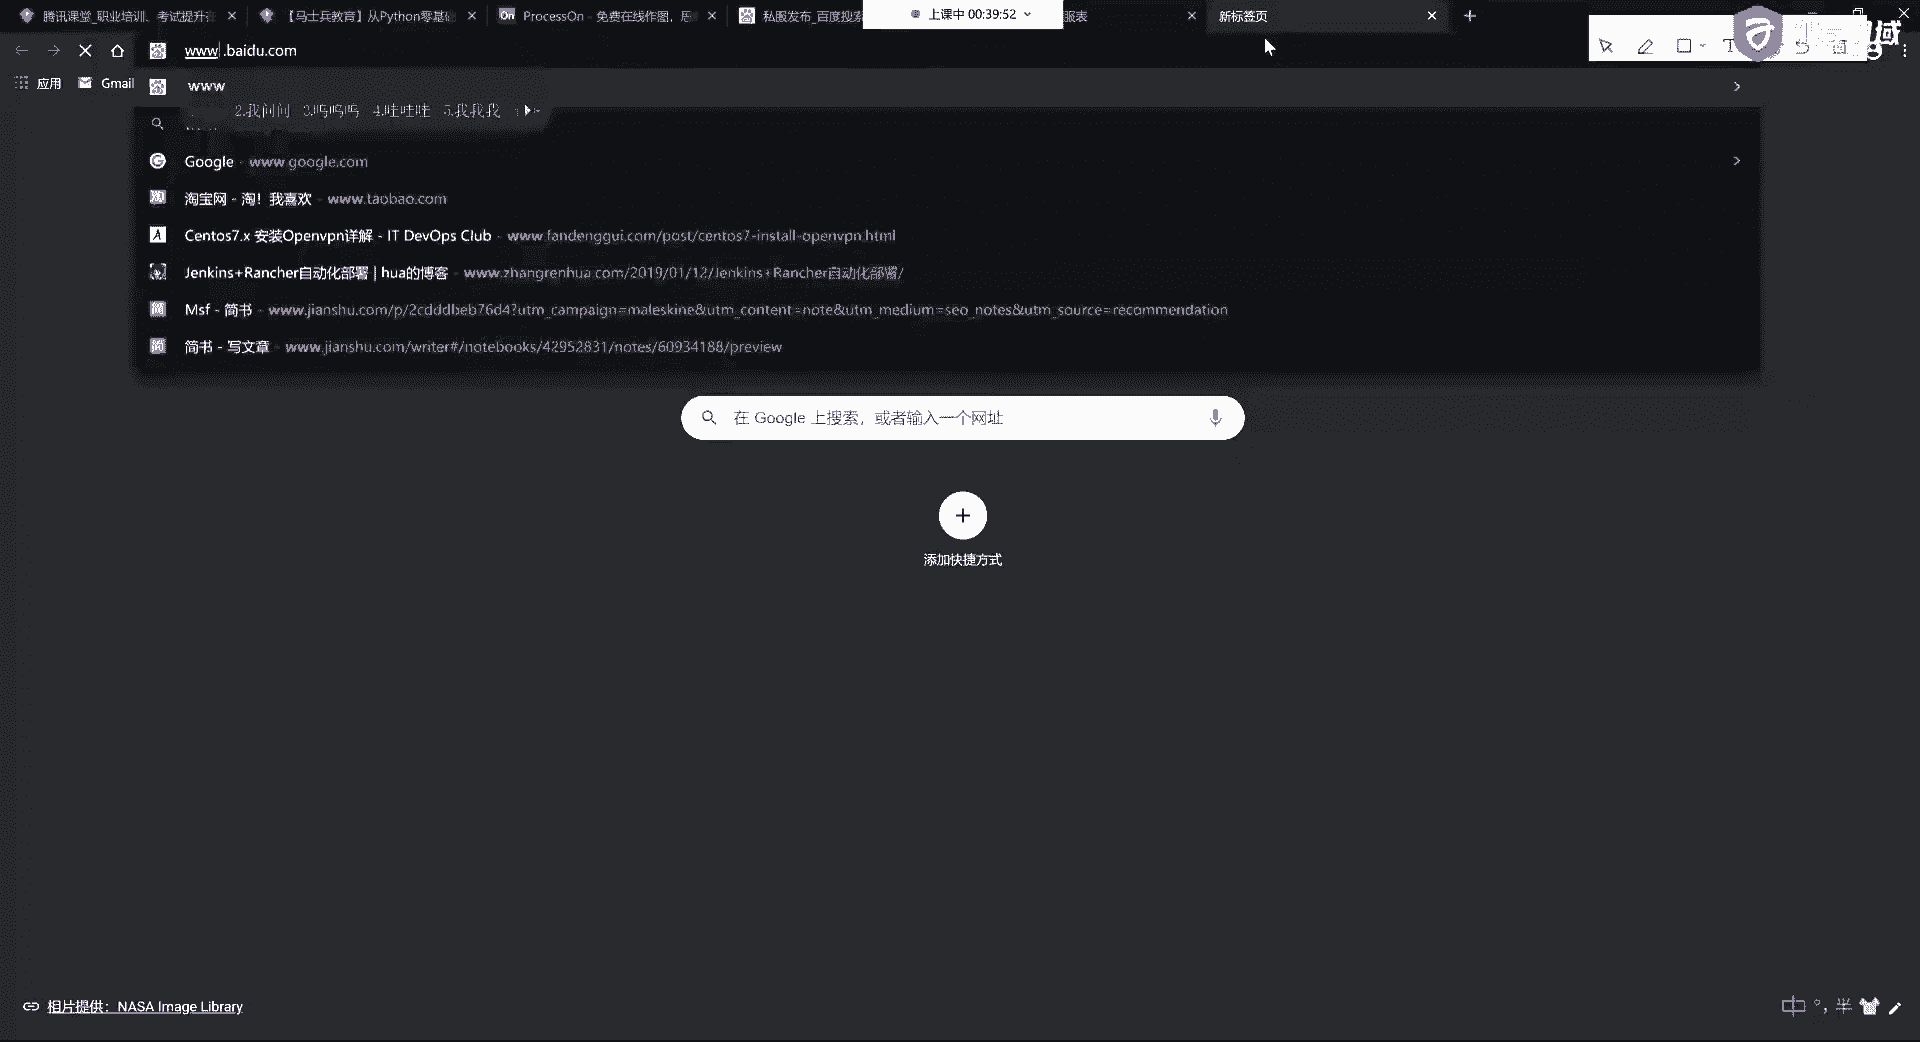 腾讯课堂_职业培训、考试提升
【马士兵教育】从Python零基础
On ProcessOn - 免费在线作图，思
私服发布_百度搜索
上课中 00:39:52
服表
新标签页
www.baidu.com
应用
Gmail
www
2.我问问 3.呜呜呜 4.哇哇哇 5.我我我
Google - www.google.com
淘宝网 - 淘！我喜欢 - www.taobao.com
Centos7.x 安装Openvpn详解 - IT DevOps Club - www.fandenggui.com/post/centos7-install-openvpn.html
Jenkins+Rancher自动化部署 | hua的博客 - www.zhangrenhua.com/2019/01/12/Jenkins+Rancher自动化部署/
Msf - 简书 - www.jianshu.com/p/2cdddbeb76d4?utm_campaign=maleskine&utm_content=note&utm_medium=seo_notes&utm_source=recommendation
简书 - 写文章 - www.jianshu.com/writer#/notebooks/42952831/notes/60934188/preview
在 Google 上搜索，或者输入一个网址
添加快捷方式
相片提供：NASA Image Library
中 °, 半